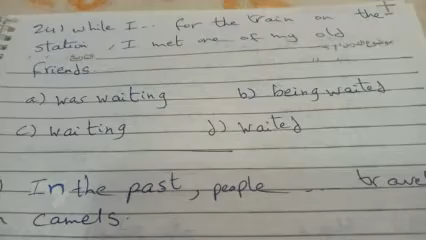 24) while I... for the train on the
station, I met one of my old
friends
a) was waiting b) being waited
c) waiting d) waited
In the past, people ... travel
camels.